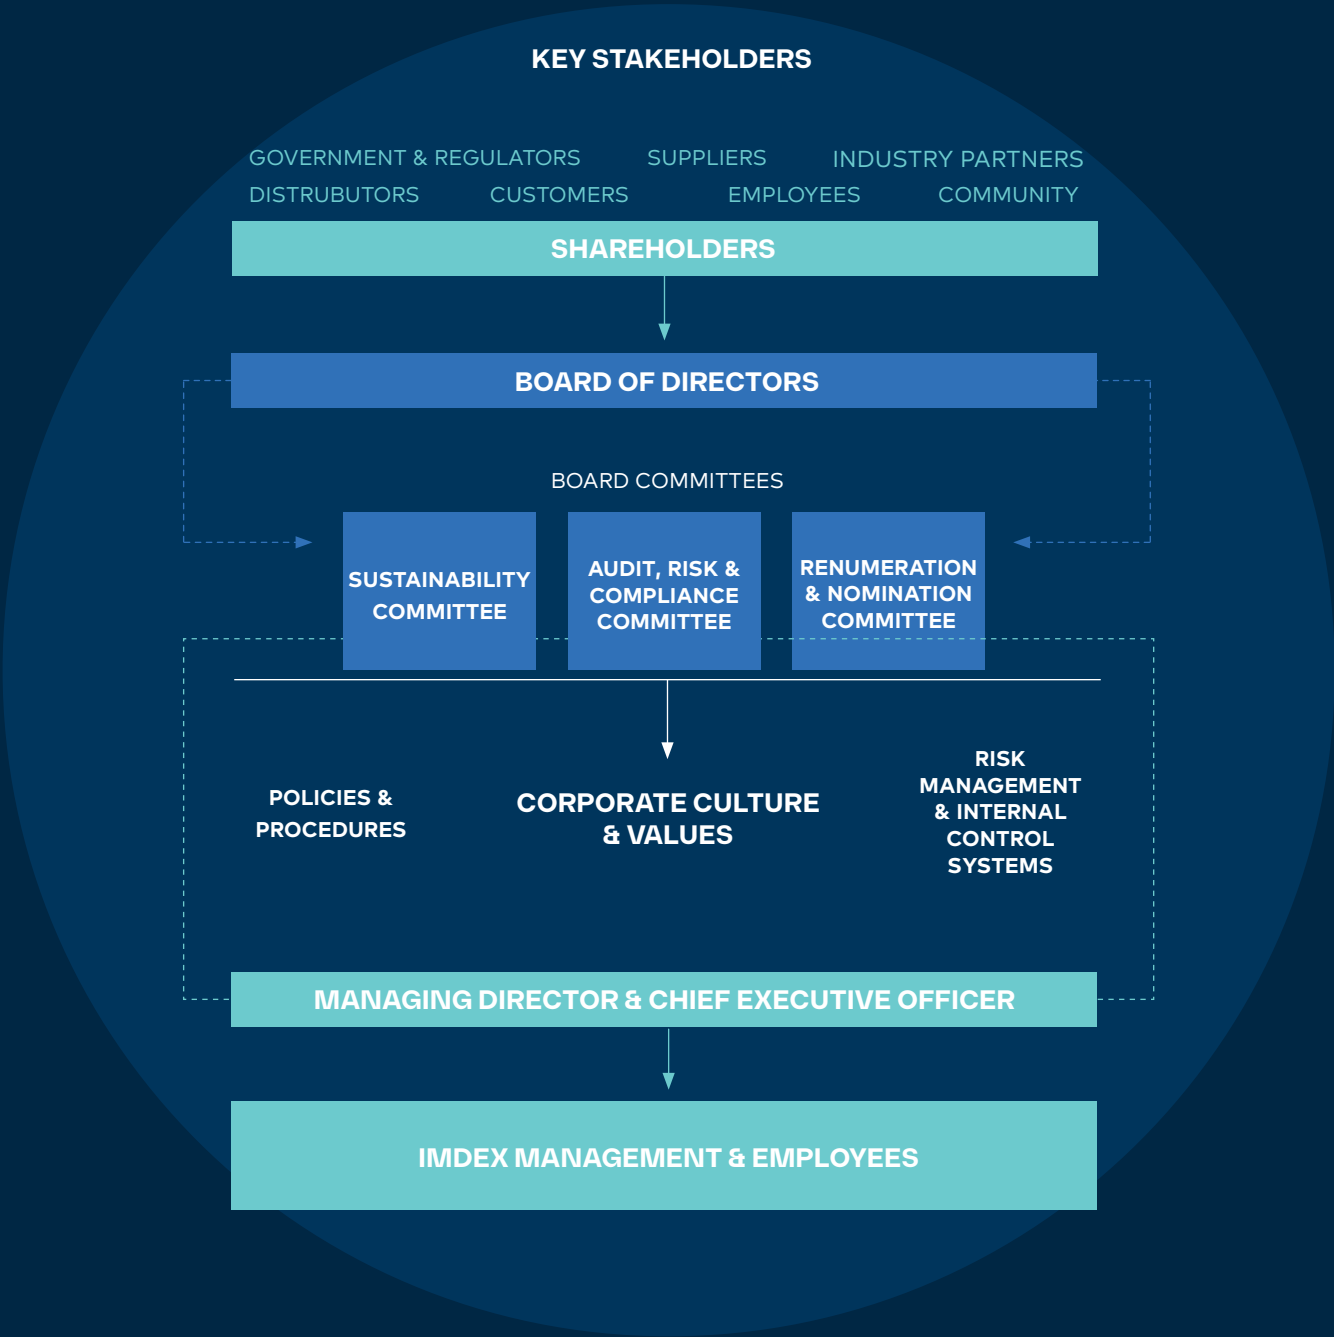 KEY STAKEHOLDERS
GOVERNMENT & REGULATORS SUPPLIERS INDUSTRY PARTNERS
DISTRUBUTORS CUSTOMERS EMPLOYEES COMMUNITY
SHAREHOLDERS
BOARD OF DIRECTORS
BOARD COMMITTEES
SUSTAINABILITY
COMMITTEE
AUDIT, RISK &
COMPLIANCE
COMMITTEE
RENUMERATION
& NOMINATION
COMMITTEE
POLICIES &
PROCEDURES
CORPORATE CULTURE
& VALUES
RISK
MANAGEMENT
& INTERNAL
CONTROL
SYSTEMS
MANAGING DIRECTOR & CHIEF EXECUTIVE OFFICER
IMDEX MANAGEMENT & EMPLOYEES